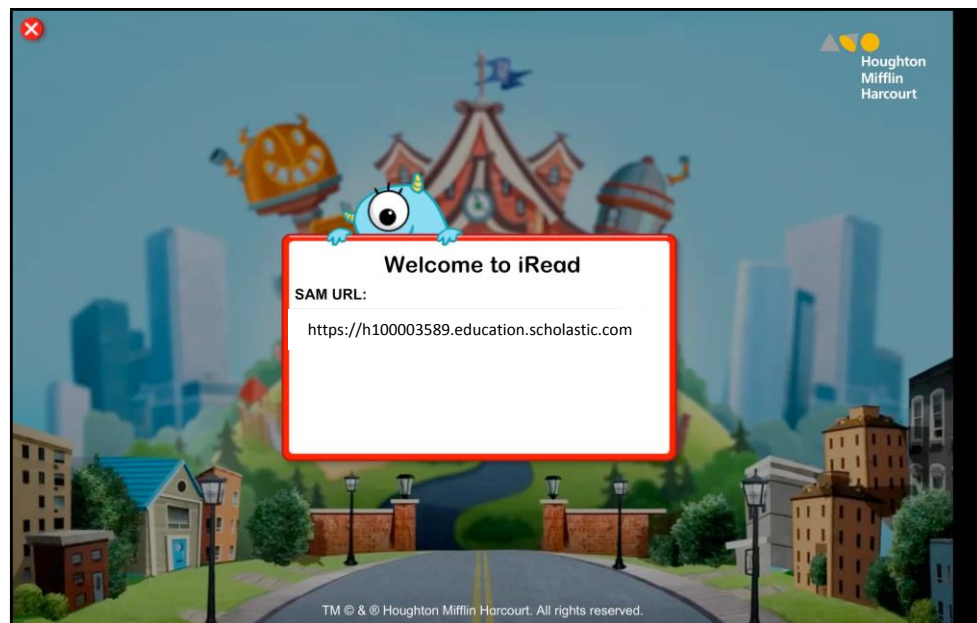 Houghton
Mifflin
Harcourt
Welcome to iRead
SAM URL:
https://h100003589.education.scholastic.com
TM © & ® Houghton Mifflin Harcourt. All rights reserved.